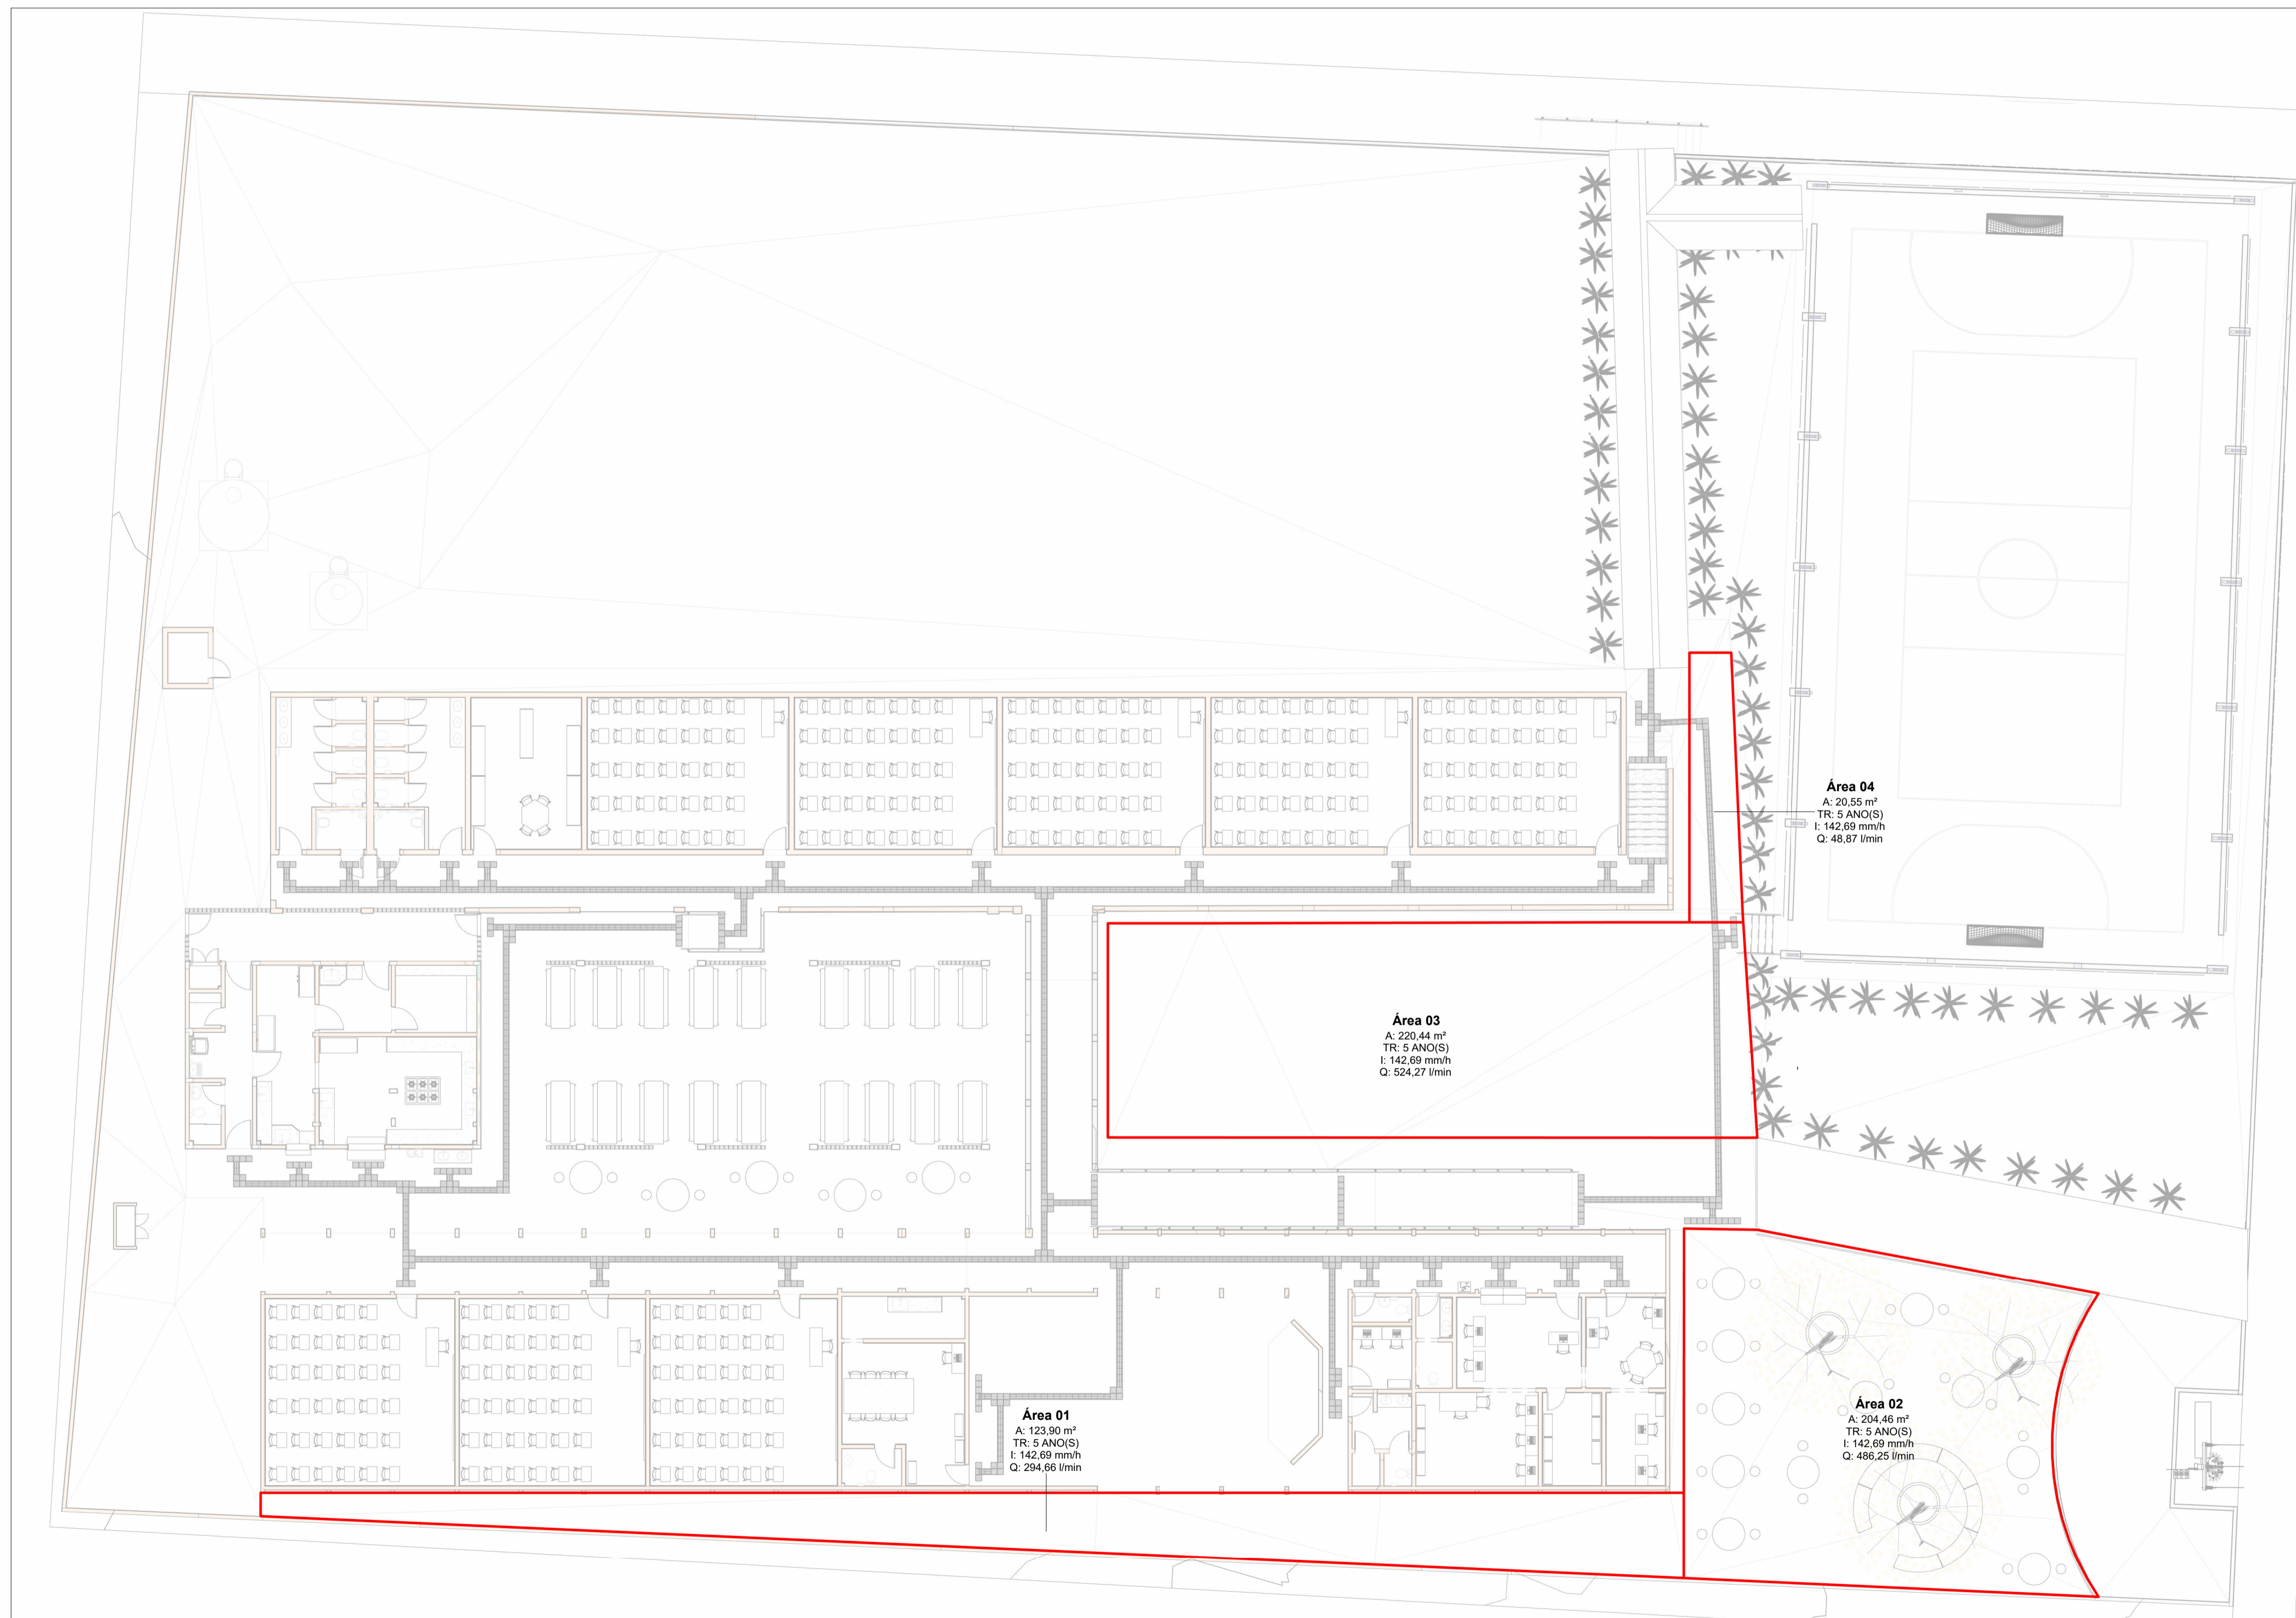 Área 04
A: 20,55 m²
TR: 5 ANO(S)
I: 142,69 mm/h
Q: 48,87 l/min
Área 03
A: 220,44 m²
TR: 5 ANO(S)
I: 142,69 mm/h
Q: 524,27 l/min
Área 01
A: 123,90 m²
TR: 5 ANO(S)
I: 142,69 mm/h
Q: 294,66 l/min
Área 02
A: 204,46 m²
TR: 5 ANO(S)
I: 142,69 mm/h
Q: 486,25 l/min